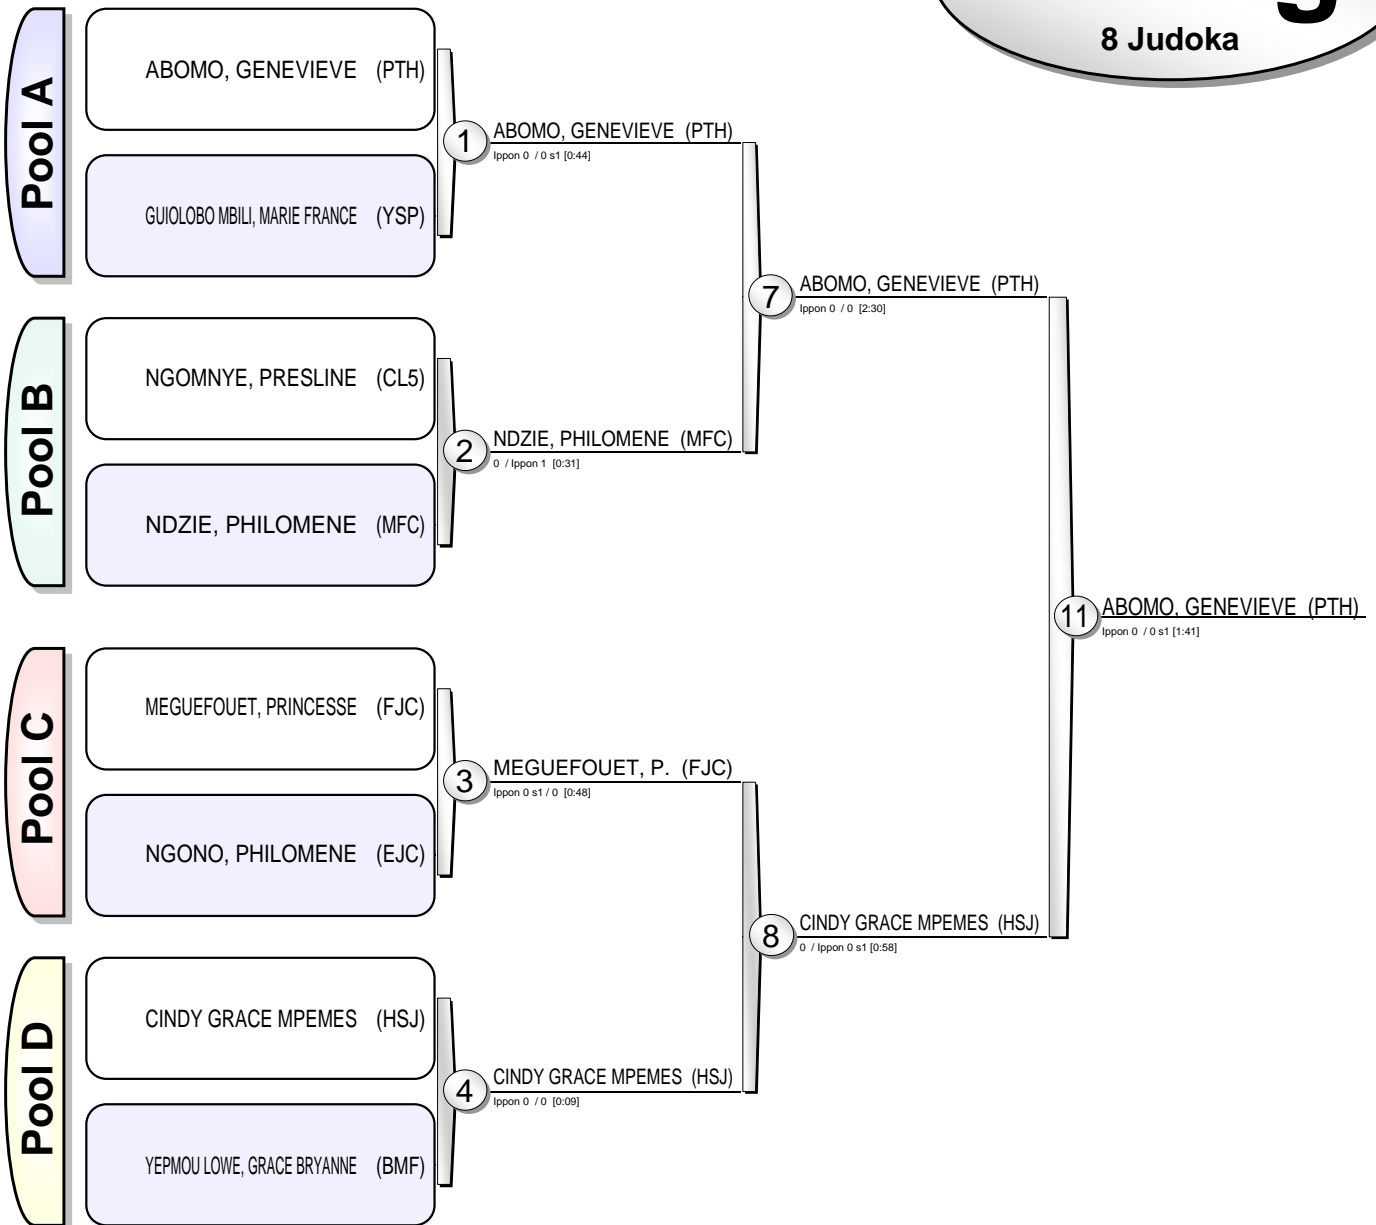 8 Judoka
Pool A
ABOMO, GENEVIEVE (PTH)
GUIOLOBO MBILI, MARIE FRANCE (YSP)
1
ABOMO, GENEVIEVE (PTH)
Ippon 0 / 0 s1 [0:44]
Pool B
NGOMNYE, PRESLINE (CL5)
NDZIE, PHILOMENE (MFC)
2
NDZIE, PHILOMENE (MFC)
0 / Ippon 1 [0:31]
7
ABOMO, GENEVIEVE (PTH)
Ippon 0 / 0 [2:30]
Pool C
MEGUEFOUET, PRINCESSE (FJC)
NGONO, PHILOMENE (EJC)
3
MEGUEFOUET, P. (FJC)
Ippon 0 s1 / 0 [0:48]
Pool D
CINDY GRACE MPEMES (HSJ)
YEPMOU LOWE, GRACE BRYANNE (BMF)
4
CINDY GRACE MPEMES (HSJ)
Ippon 0 / 0 [0:09]
8
CINDY GRACE MPEMES (HSJ)
0 / Ippon 0 s1 [0:58]
11
ABOMO, GENEVIEVE (PTH)
Ippon 0 / 0 s1 [1:41]